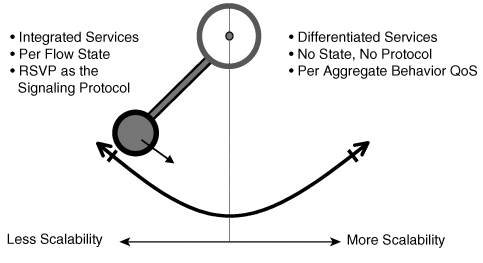 • Integrated Services
• Per Flow State
• RSVP as the
Signaling Protocol
• Differentiated Services
• No State, No Protocol
• Per Aggregate Behavior QoS
Less Scalability
More Scalability